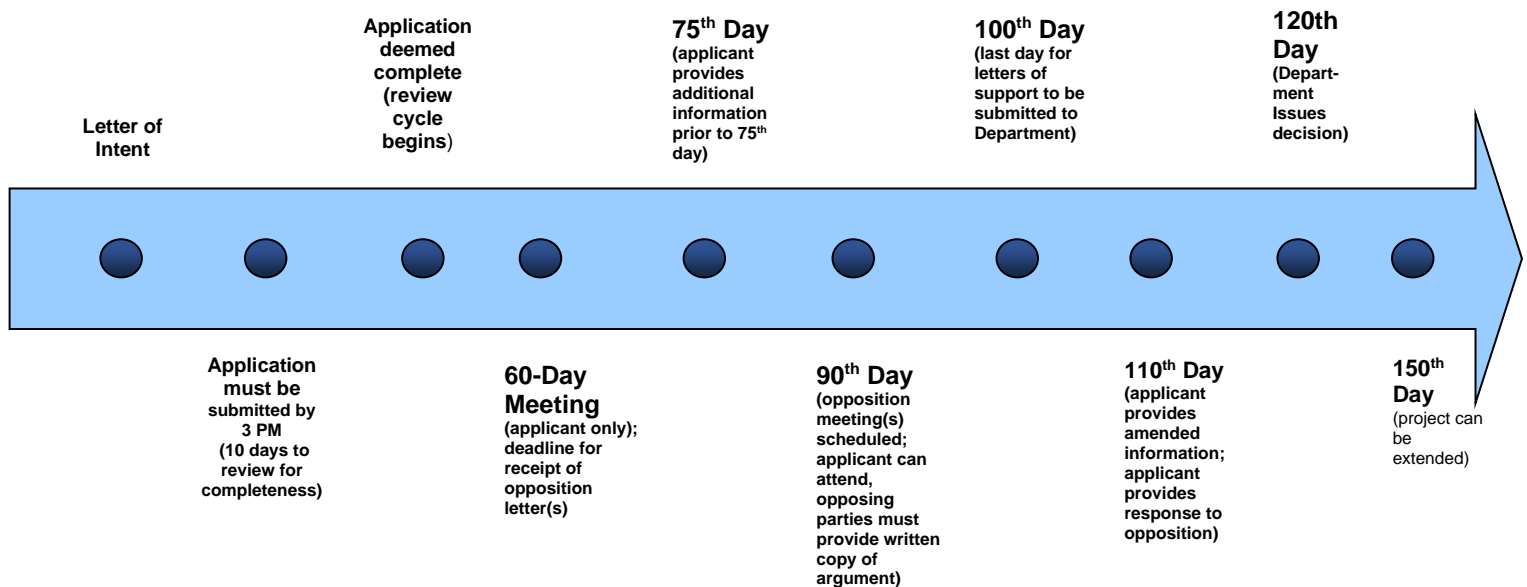 Letter of
Intent
Application
must be
submitted by
3 PM
(10 days to
review for
completeness)
Application
deemed
complete
(review
cycle
begins)
60-Day
Meeting
(applicant only);
deadline for
receipt of
opposition
letter(s)
75th Day
(applicant
provides
additional
information
prior to 75th
day)
90th Day
(opposition
meeting(s)
scheduled;
applicant can
attend,
opposing
parties must
provide written
copy of
argument)
100th Day
(last day for
letters of
support to be
submitted to
Department)
110th Day
(applicant
provides
amended
information;
applicant
provides
response to
opposition)
120th
Day
(Depart-
ment
Issues
decision)
150th
Day
(project can
be
extended)